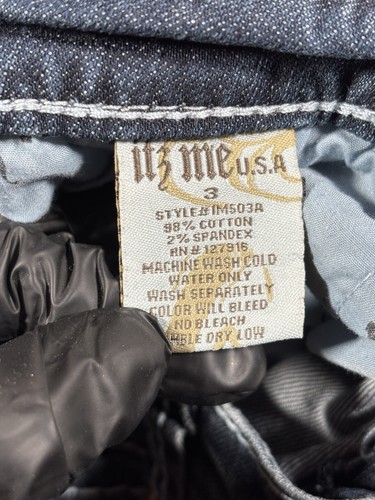 itz me U.S.A
3
STYLE# IM503A
98% COTTON
2% SPANDEX
RN # 127916
MACHINE WASH COLD
WATER ONLY
WASH SEPARATELY
COLOR WILL BLEED
NO BLEACH
DRY LOW